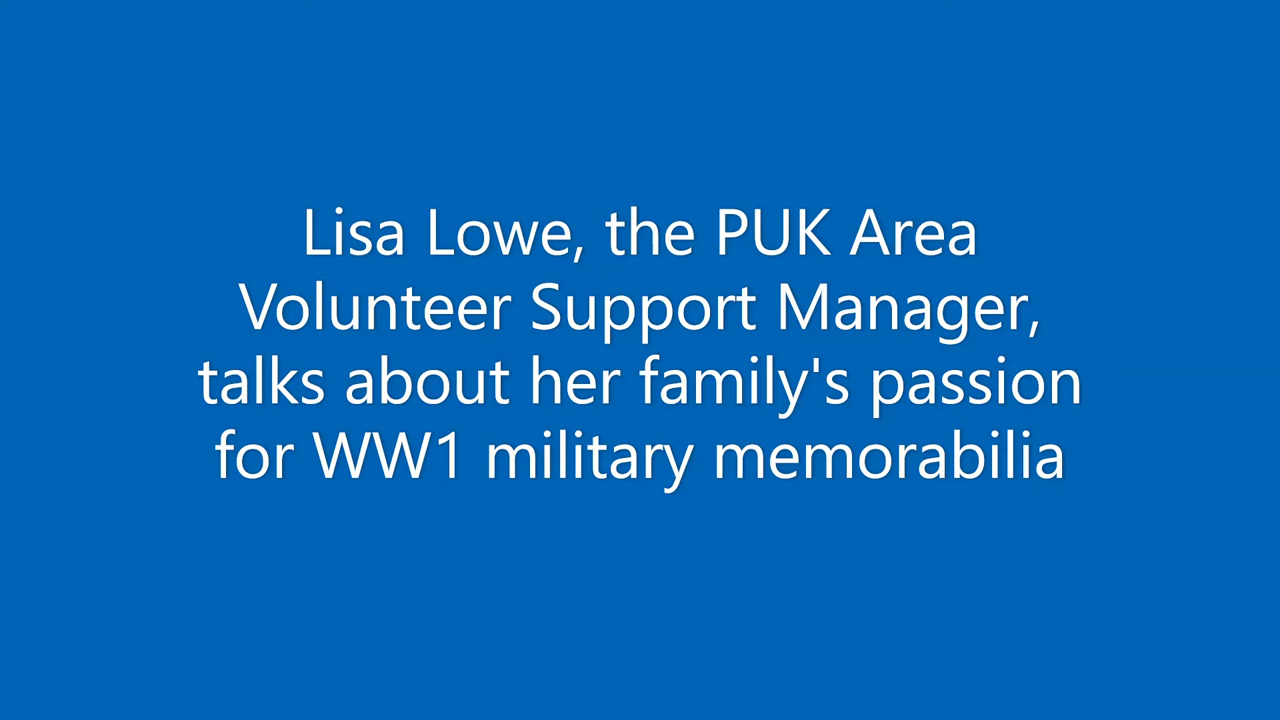 Lisa Lowe, the PUK Area
Volunteer Support Manager,
talks about her family's passion
for WW1 military memorabilia